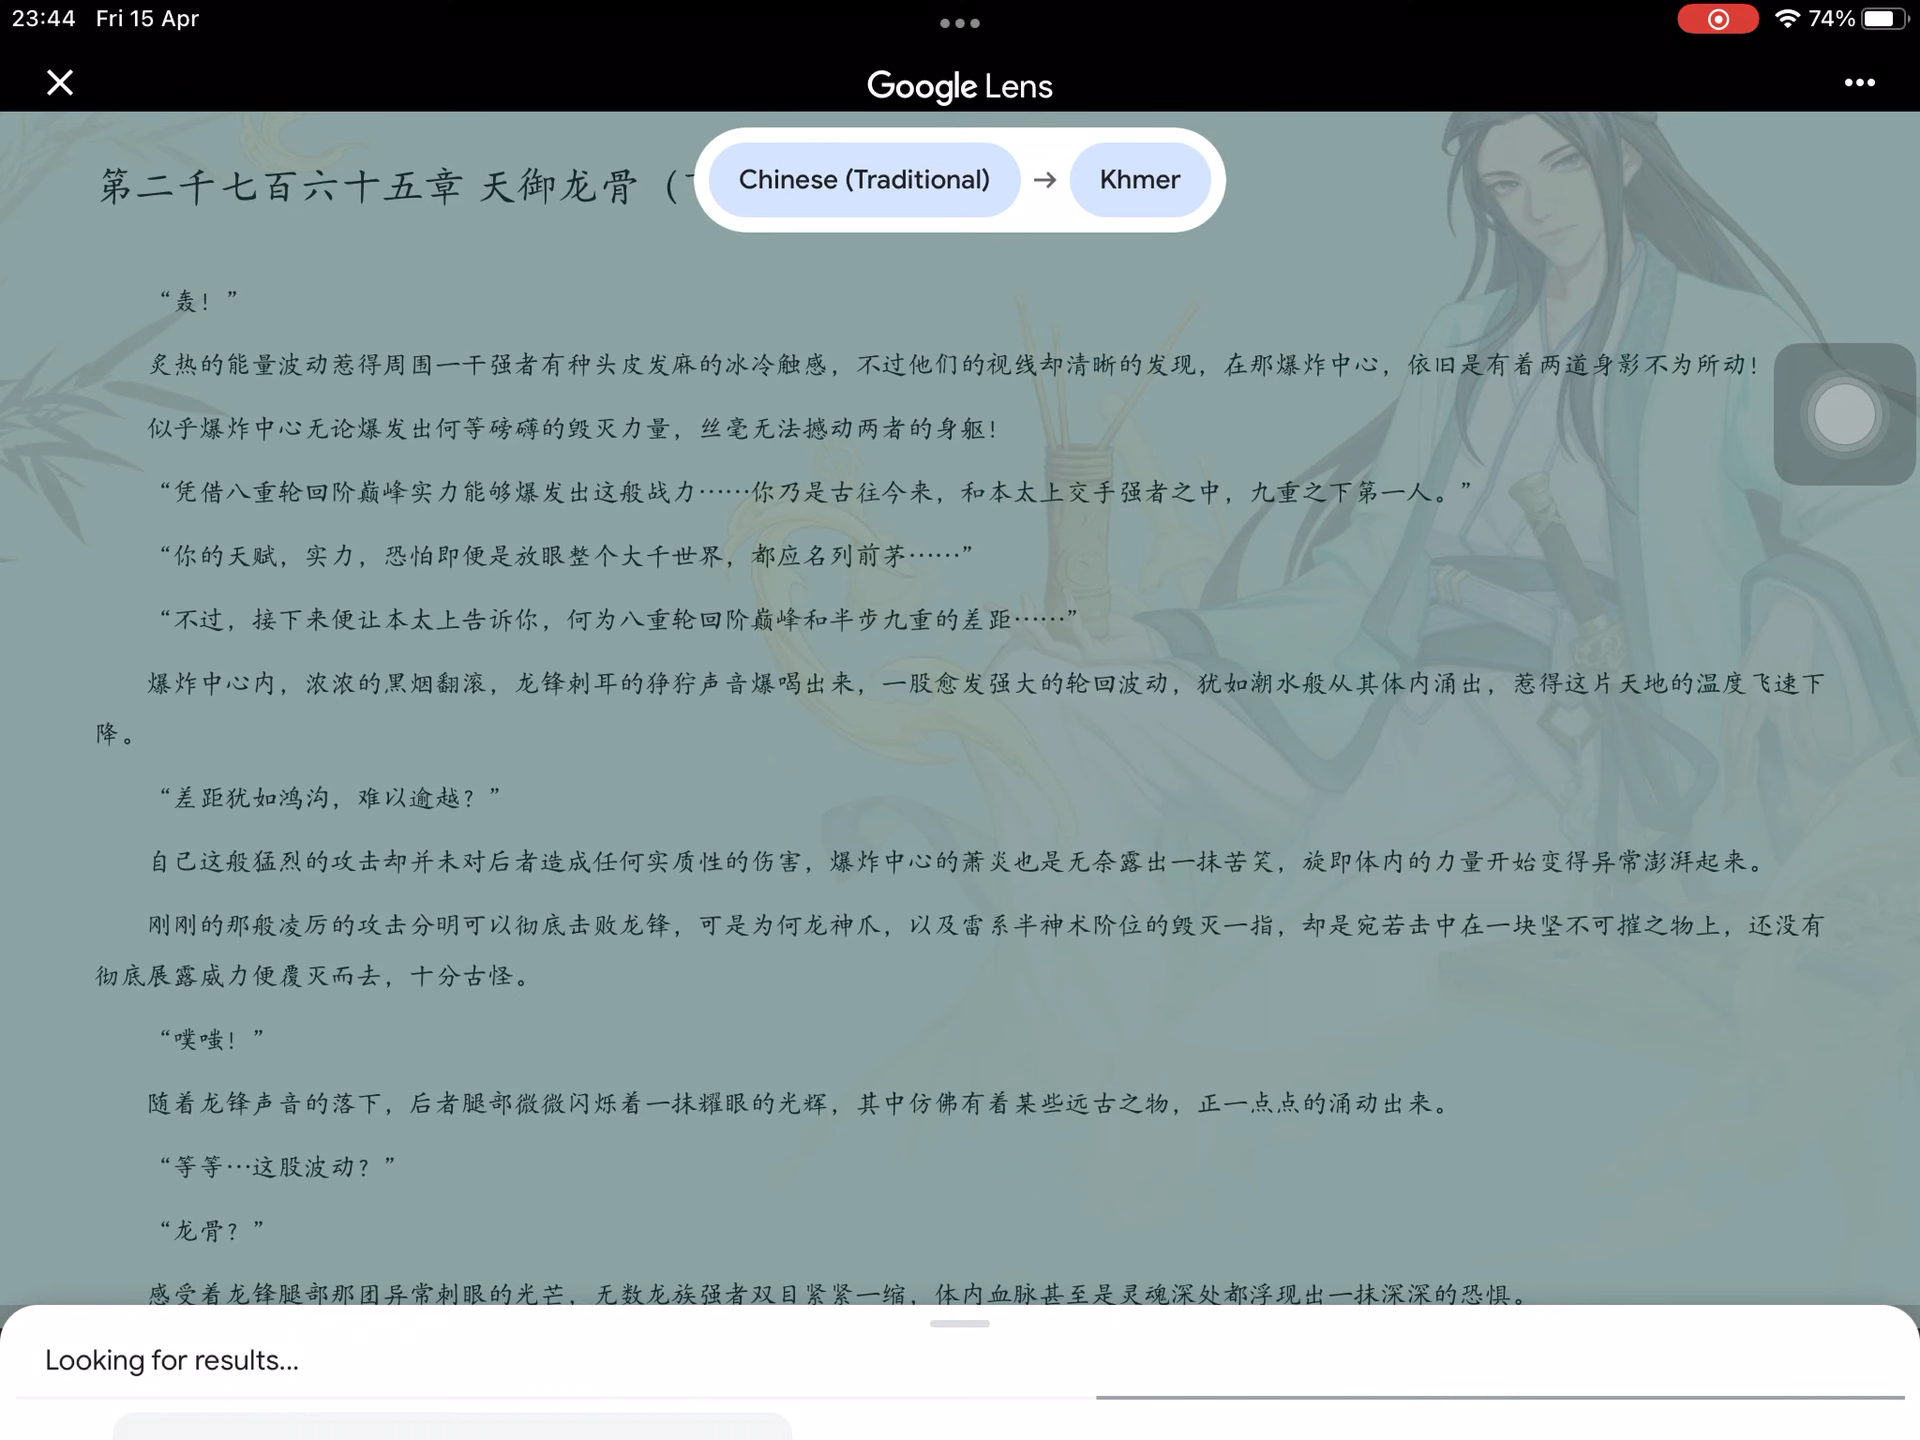 23:44 Fri 15 Apr
74%
Google Lens
第二千七百六十五章 天御龙骨（
Chinese (Traditional) → Khmer
“轰！”
炙热的能量波动惹得周围一干强者有种头皮发麻的冰冷触感，不过他们的视线却清晰的发现，在那爆炸中心，依旧是有着两道身影不为所动！
似乎爆炸中心无论爆发出何等磅礴的毁灭力量，丝毫无法撼动两者的身躯！
“凭借八重轮回阶巅峰实力能够爆发出这般战力……你乃是古往今来，和本太上交手强者之中，九重之下第一人。”
“你的天赋，实力，恐怕即便是放眼整个大千世界，都应名列前茅……”
“不过，接下来便让本太上告诉你，何为八重轮回阶巅峰和半步九重的差距……”
爆炸中心内，浓浓的黑烟翻滚，龙锋刺耳的狰狞声音爆喝出来，一股愈发强大的轮回波动，犹如潮水般从其体内涌出，惹得这片天地的温度飞速下
降。
“差距犹如鸿沟，难以逾越？”
自己这般猛烈的攻击却并未对后者造成任何实质性的伤害，爆炸中心的萧炎也是无奈露出一抹苦笑，旋即体内的力量开始变得异常澎湃起来。
刚刚的那般凌厉的攻击分明可以彻底击败龙锋，可是为何龙神爪，以及雷系半神术阶位的毁灭一指，却是宛若击中在一块坚不可摧之物上，还没有
彻底展露威力便覆灭而去，十分古怪。
“噗嗤！”
随着龙锋声音的落下，后者腿部微微闪烁着一抹耀眼的光辉，其中仿佛有着某些远古之物，正一点点的涌动出来。
“等等…这股波动？”
“龙骨？”
感受着龙锋腿部那团异常刺眼的光芒，无数龙族强者双目紧紧一缩，体内血脉甚至是灵魂深处都浮现出一抹深深的恐惧。
Looking for results...